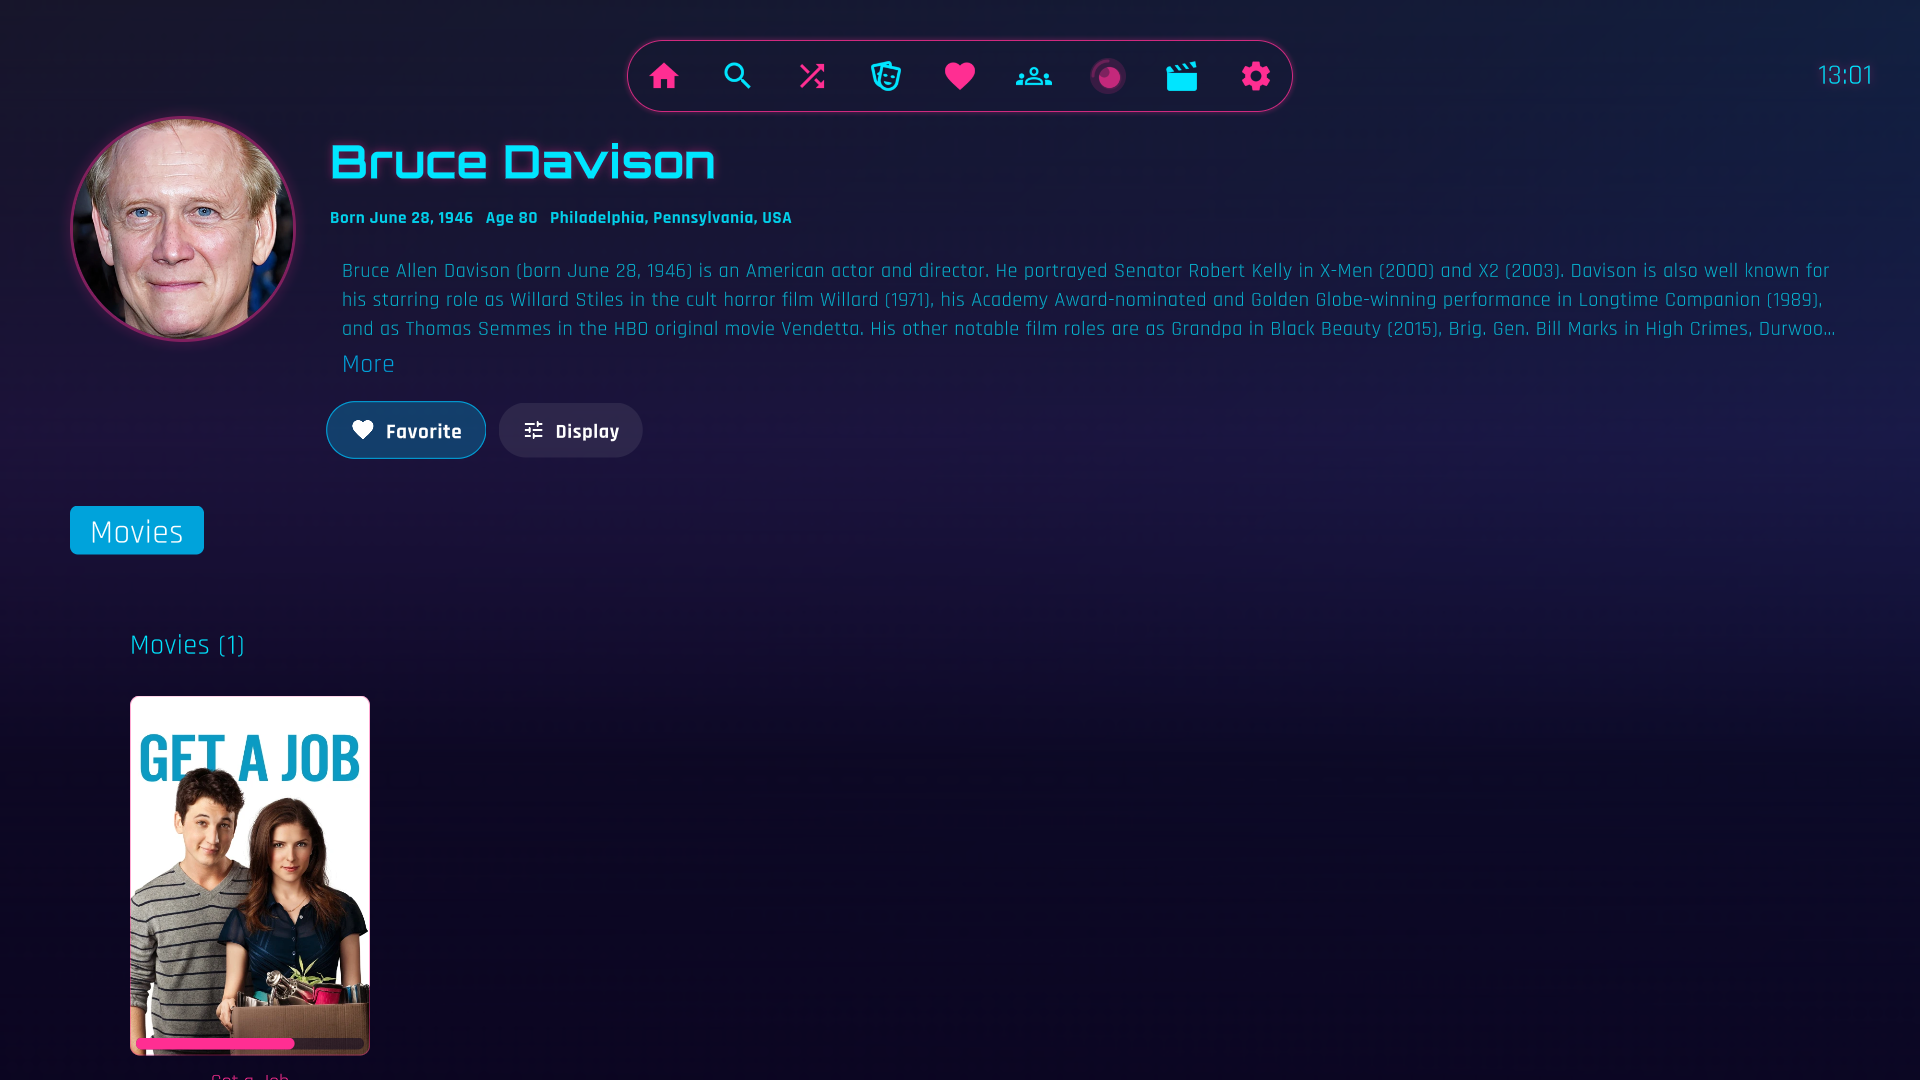 13:01
Bruce Davison
Born June 28, 1946 Age 80 Philadelphia, Pennsylvania, USA
Bruce Allen Davison (born June 28, 1946) is an American actor and director. He portrayed Senator Robert Kelly in X-Men (2000) and X2 (2003). Davison is also well known for
his starring role as Willard Stiles in the cult horror film Willard (1971), his Academy Award-nominated and Golden Globe-winning performance in Longtime Companion (1989),
and as Thomas Semmes in the HBO original movie Vendetta. His other notable film roles are as Grandpa in Black Beauty (2015), Brig. Gen. Bill Marks in High Crimes, Durwoo...
More
Favorite Display
Movies
Movies (1)
GET A JOB
Get a Job